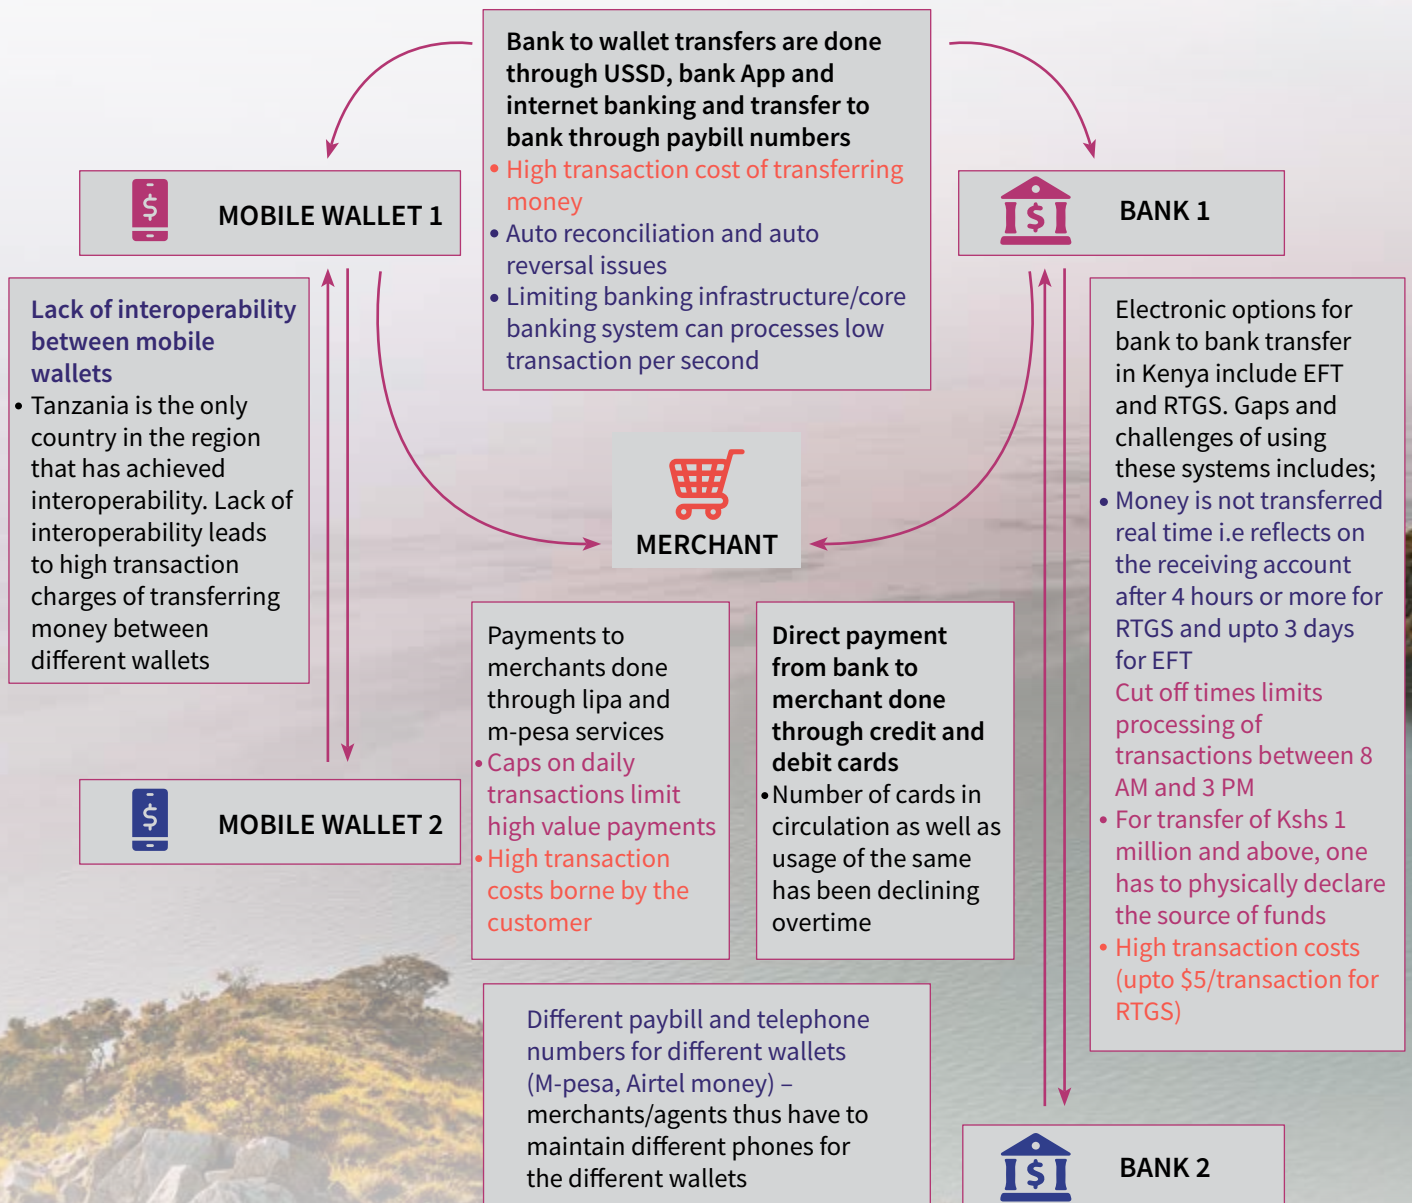 Bank to wallet transfers are done
through USSD, bank App and
internet banking and transfer to
bank through paybill numbers
• High transaction cost of transferring
money
• Auto reconciliation and auto
reversal issues
• Limiting banking infrastructure/core
banking system can processes low
transaction per second
$
MOBILE WALLET 1
$
BANK 1
Lack of interoperability
between mobile
wallets
• Tanzania is the only
country in the region
that has achieved
interoperability. Lack of
interoperability leads
to high transaction
charges of transferring
money between
different wallets
MERCHANT
Electronic options for
bank to bank transfer
in Kenya include EFT
and RTGS. Gaps and
challenges of using
these systems includes;
• Money is not transferred
real time i.e reflects on
the receiving account
after 4 hours or more for
RTGS and upto 3 days
for EFT
Cut off times limits
processing of
transactions between 8
AM and 3 PM
• For transfer of Kshs 1
million and above, one
has to physically declare
the source of funds
• High transaction costs
(upto $5/transaction for
RTGS)
Payments to
merchants done
through lipa and
m-pesa services
• Caps on daily
transactions limit
high value payments
• High transaction
costs borne by the
customer
Direct payment
from bank to
merchant done
through credit and
debit cards
• Number of cards in
circulation as well as
usage of the same
has been declining
overtime
$
MOBILE WALLET 2
Different paybill and telephone
numbers for different wallets
(M-pesa, Airtel money) –
merchants/agents thus have to
maintain different phones for
the different wallets
$
BANK 2